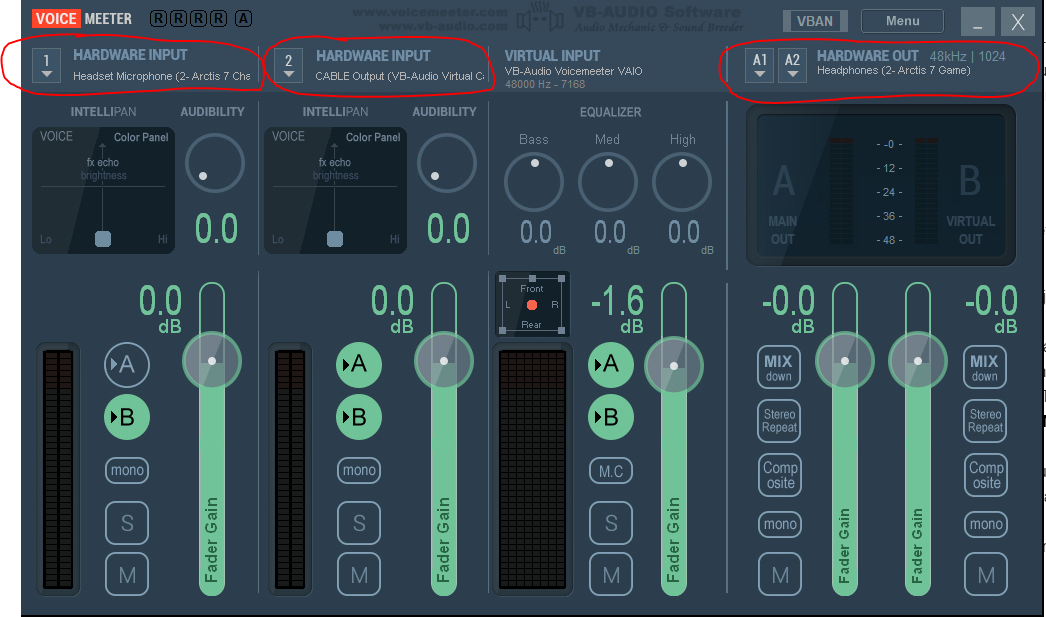 VOICE MEETER R R R R A www.voicemeeter.com VB-AUDIO Software VBAN Menu _ X
www.vb-audio.com Audio Mechanic & Sound Breeder
1 HARDWARE INPUT
Headset Microphone (2- Arctis 7 Cha
2 HARDWARE INPUT
CABLE Output (VB-Audio Virtual Ca
VIRTUAL INPUT
VB-Audio Voicemeeter VAIO
48000 Hz - 7168
A1 A2 HARDWARE OUT 48kHz | 1024
Headphones (2- Arctis 7 Game)
INTELLIPAN AUDIBILITY
VOICE Color Panel
fx echo
brightness
Lo Hi
0.0
INTELLIPAN AUDIBILITY
VOICE Color Panel
fx echo
brightness
Lo Hi
0.0
EQUALIZER
Bass Med High
0.0 dB 0.0 dB 0.0 dB
A B
MAIN OUT
VIRTUAL OUT
- -0 -
- -12 -
- -24 -
- -36 -
- -48 -
0.0 dB
A
B
mono
S
M
Fader Gain
0.0 dB
A
B
mono
S
M
Fader Gain
Front
L R
Rear
-1.6 dB
A
B
M.C
S
M
Fader Gain
-0.0 dB
MIX down
Stereo Repeat
Comp osite
mono
M
Fader Gain
Fader Gain
-0.0 dB
MIX down
Stereo Repeat
Comp osite
mono
M